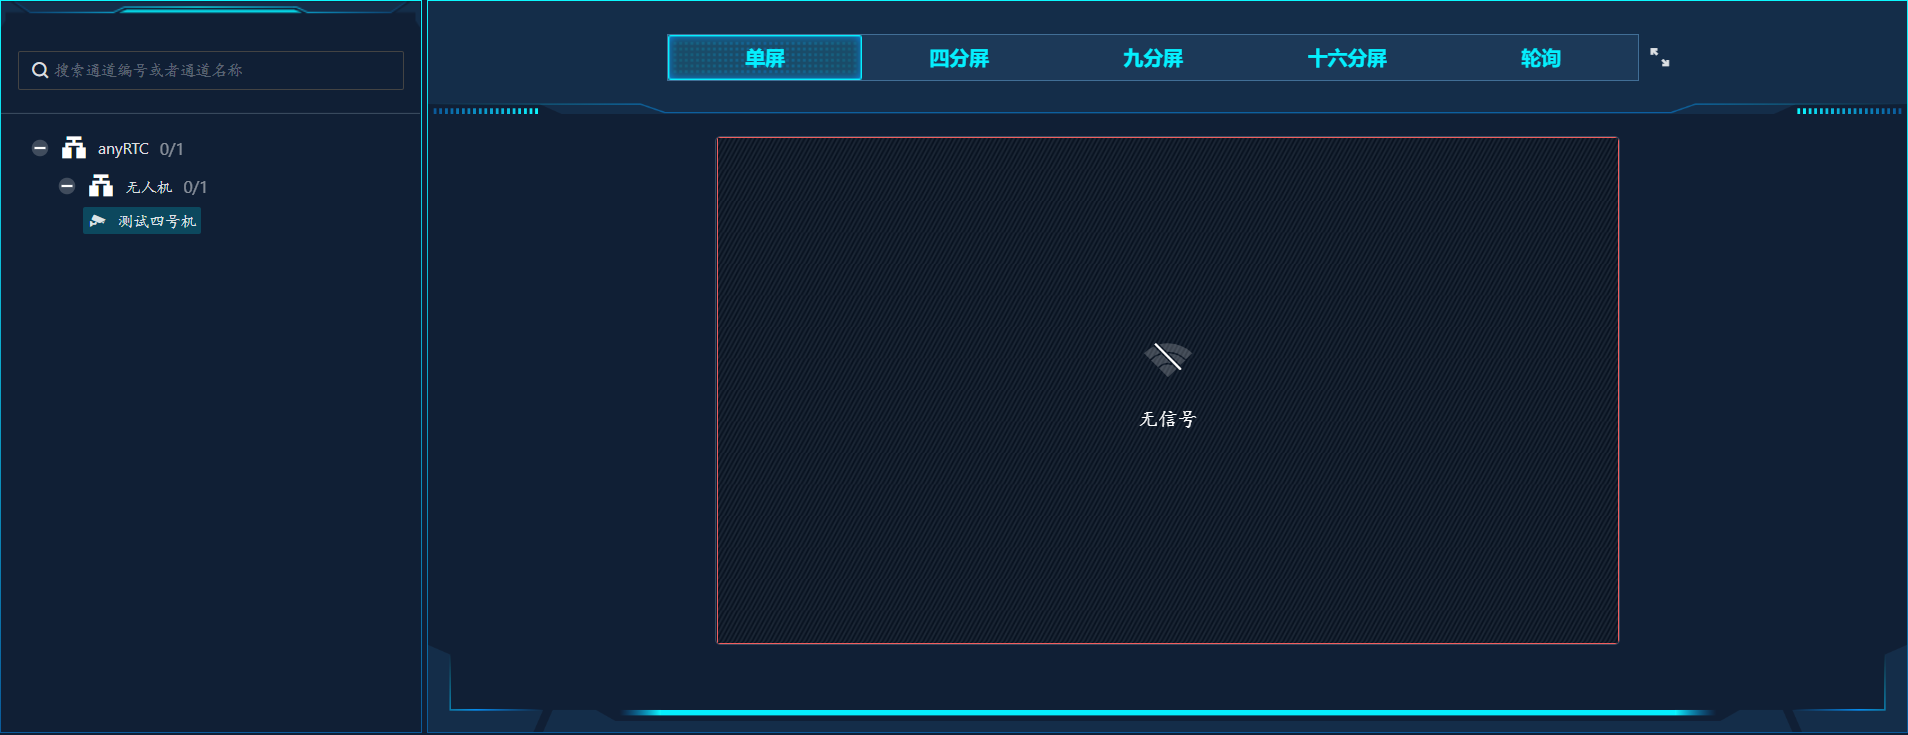 搜索通道编号或者通道名称
anyRTC 0/1
无人机 0/1
测试四号机
单屏 四分屏 九分屏 十六分屏 轮询
无信号